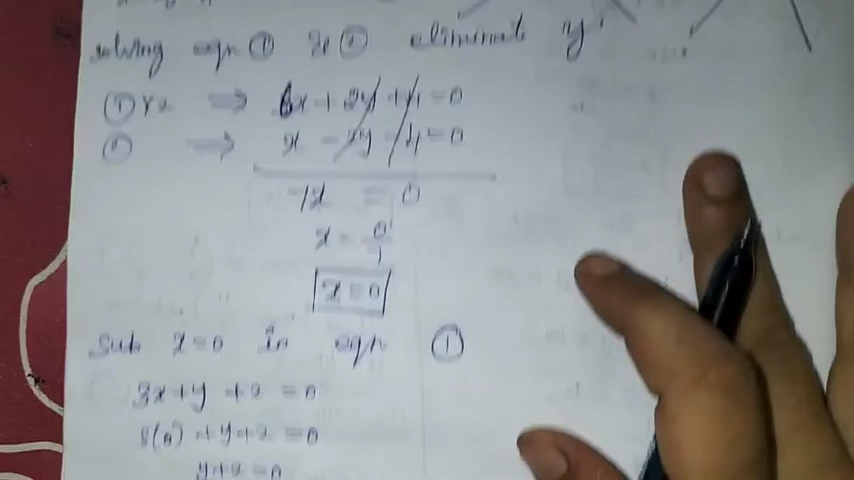 solving eqn ① & ② eliminate y
① x2 ⇒ 6x + 2y + 4 = 0
② ⇒ x - 2y - 4 = 0
7x = 0
x = 0/7
x = 0
Sub x=0 in eqn ①
3x+y +2 =0
3(0) +y+2 =0
y+2 =0